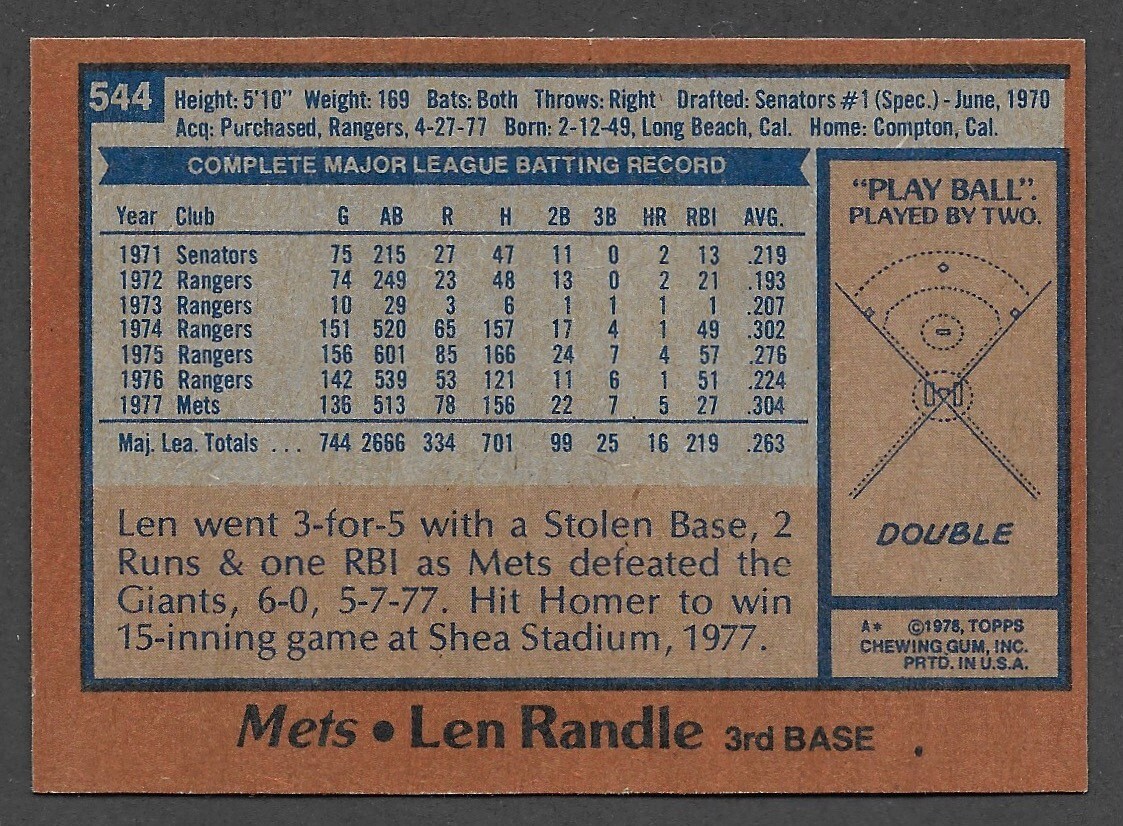 544
Height: 5'10" Weight: 169 Bats: Both Throws: Right Drafted: Senators #1 (Spec.) - June, 1970
Acq: Purchased, Rangers, 4-27-77 Born: 2-12-49, Long Beach, Cal. Home: Compton, Cal.
COMPLETE MAJOR LEAGUE BATTING RECORD
Year Club G AB R H 2B 3B HR RBI AVG.
1971 Senators 75 215 27 47 11 0 2 13 .219
1972 Rangers 74 249 23 48 13 0 2 21 .193
1973 Rangers 10 29 3 6 1 1 1 1 .207
1974 Rangers 151 520 65 157 17 4 1 49 .302
1975 Rangers 156 601 85 166 24 7 4 57 .276
1976 Rangers 142 539 53 121 11 6 1 51 .224
1977 Mets 136 513 78 156 22 7 5 27 .304
Maj. Lea. Totals . . . 744 2666 334 701 99 25 16 219 .263
Len went 3-for-5 with a Stolen Base, 2
Runs & one RBI as Mets defeated the
Giants, 6-0, 5-7-77. Hit Homer to win
15-inning game at Shea Stadium, 1977.
"PLAY BALL".
PLAYED BY TWO.
DOUBLE
A* ©1978, TOPPS
CHEWING GUM, INC.
PRTD. IN U.S.A.
Mets • Len Randle 3rd BASE